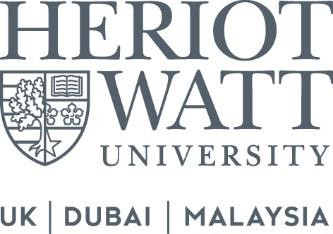 HERIOT
WATT
UNIVERSITY
UK | DUBAI | MALAYSIA